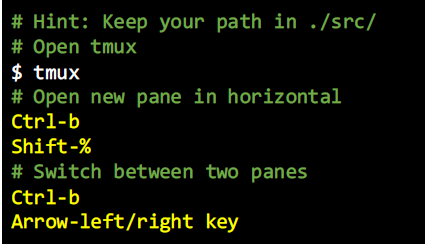 # Hint: Keep your path in ./src/
# Open tmux
$ tmux
# Open new pane in horizontal
Ctrl-b
Shift-%
# Switch between two panes
Ctrl-b
Arrow-left/right key